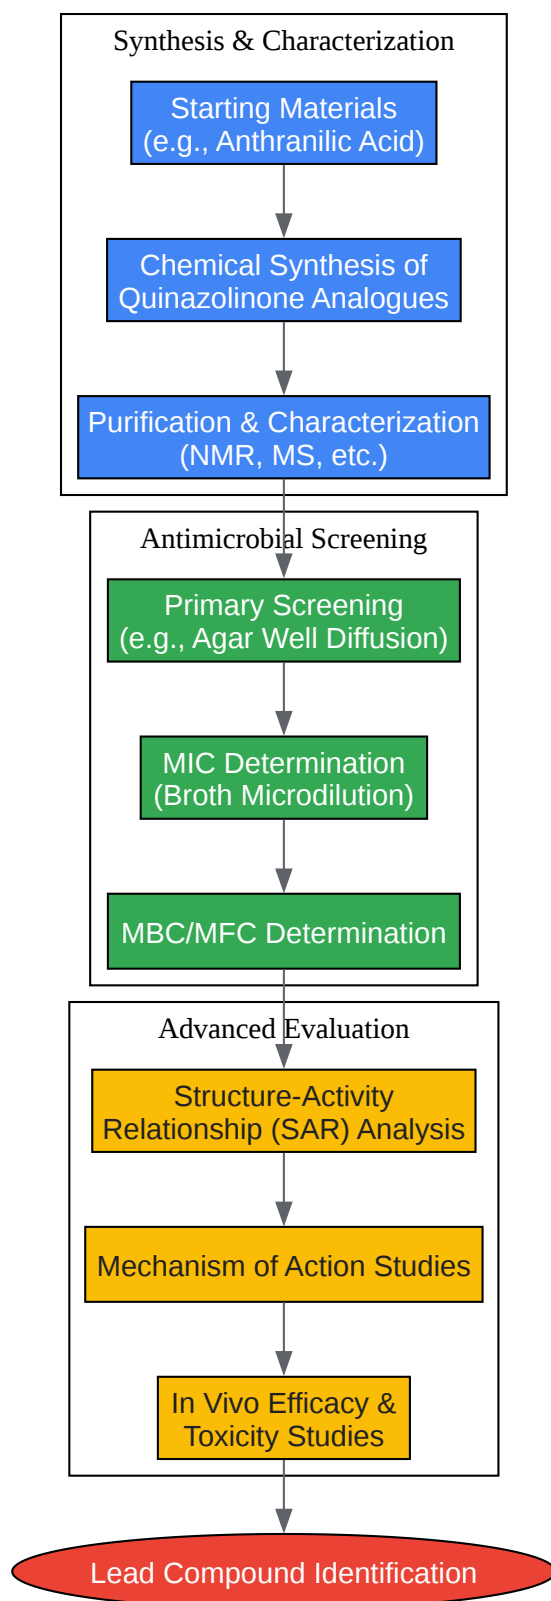 Synthesis & Characterization
Starting Materials
(e.g., Anthranilic Acid)
Chemical Synthesis of
Quinazolinone Analogues
Purification & Characterization
(NMR, MS, etc.)
Antimicrobial Screening
Primary Screening
(e.g., Agar Well Diffusion)
MIC Determination
(Broth Microdilution)
MBC/MFC Determination
Advanced Evaluation
Structure-Activity
Relationship (SAR) Analysis
Mechanism of Action Studies
In Vivo Efficacy &
Toxicity Studies
Lead Compound Identification